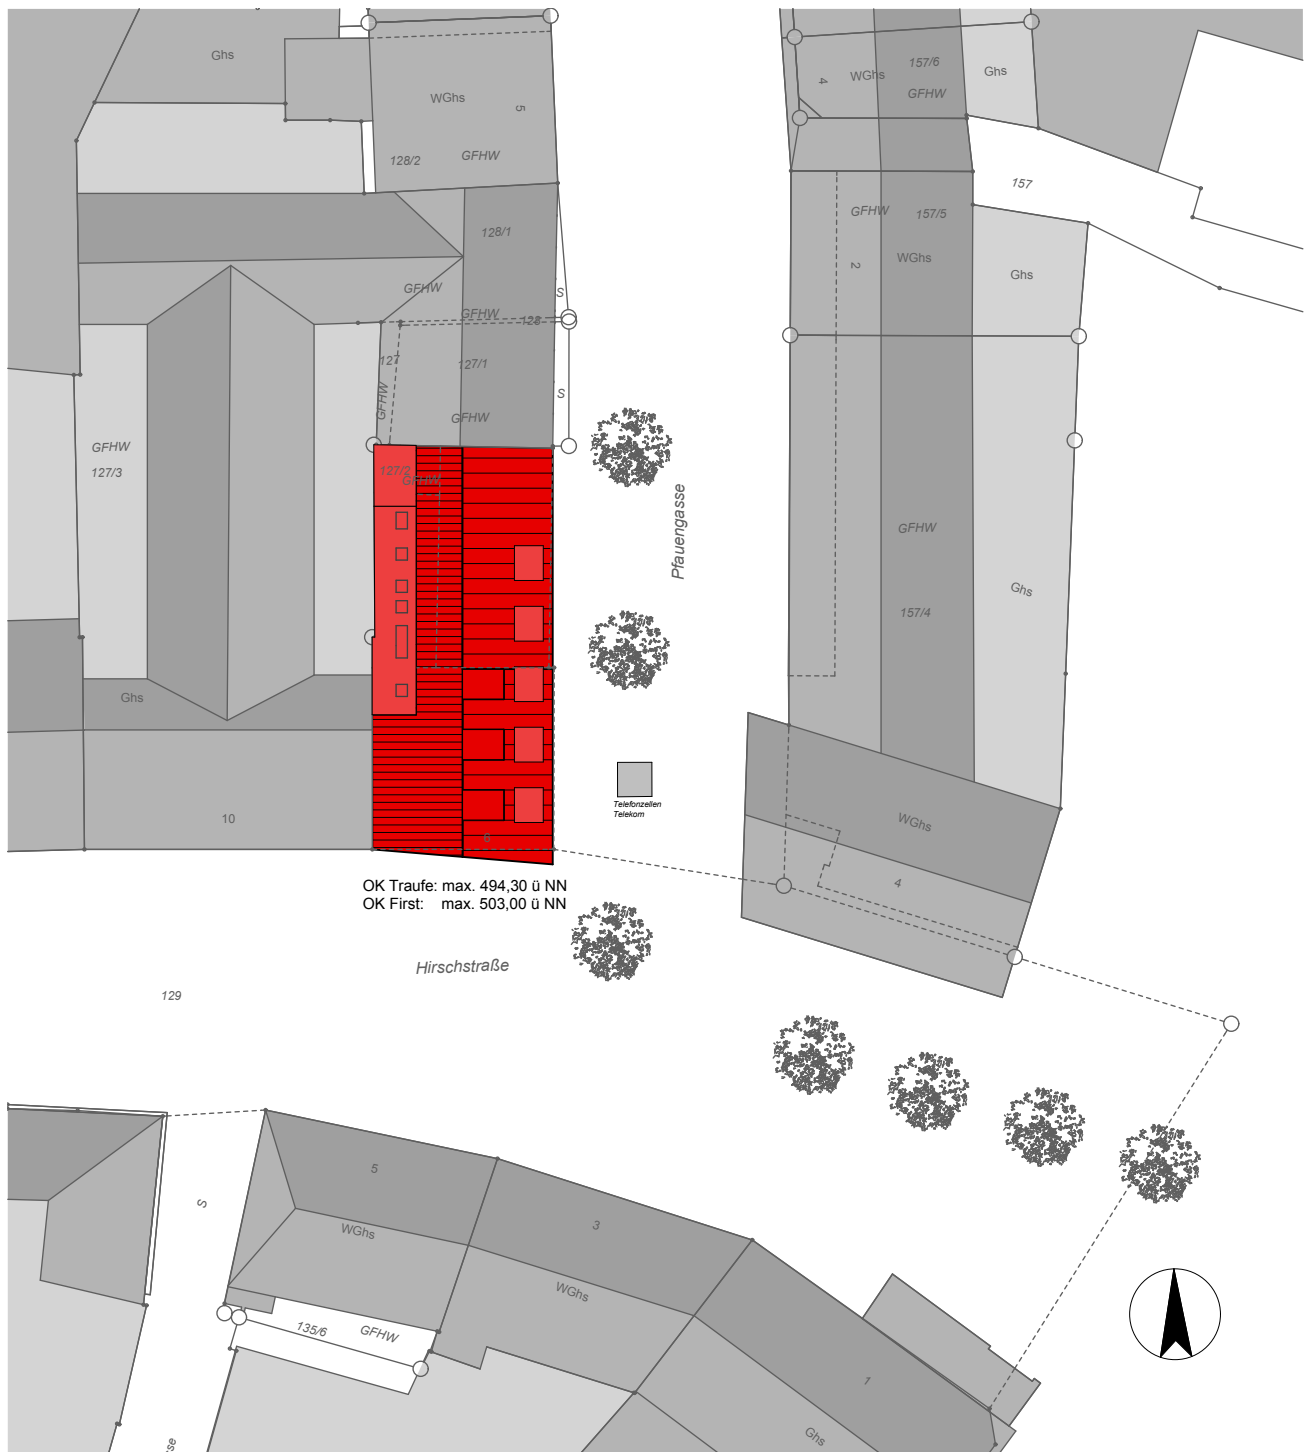 Ghs
WGhs
5
128/2
GFHW
4
WGhs
157/6
GFHW
Ghs
157
128/1
GFHW
157/5
WGhs
2
Ghs
GFHW
S
GFHW
128
127
127/1
GFHW
S
GFHW
GFHW
127/3
127/2
GFHW
Pfauengasse
GFHW
157/4
Ghs
Ghs
10
6
Telefonzellen
Telekom
WGhs
4
OK Traufe: max. 494,30 ü NN
OK First: max. 503,00 ü NN
Hirschstraße
129
5
S
WGhs
3
WGhs
135/6
GFHW
1
Ghs